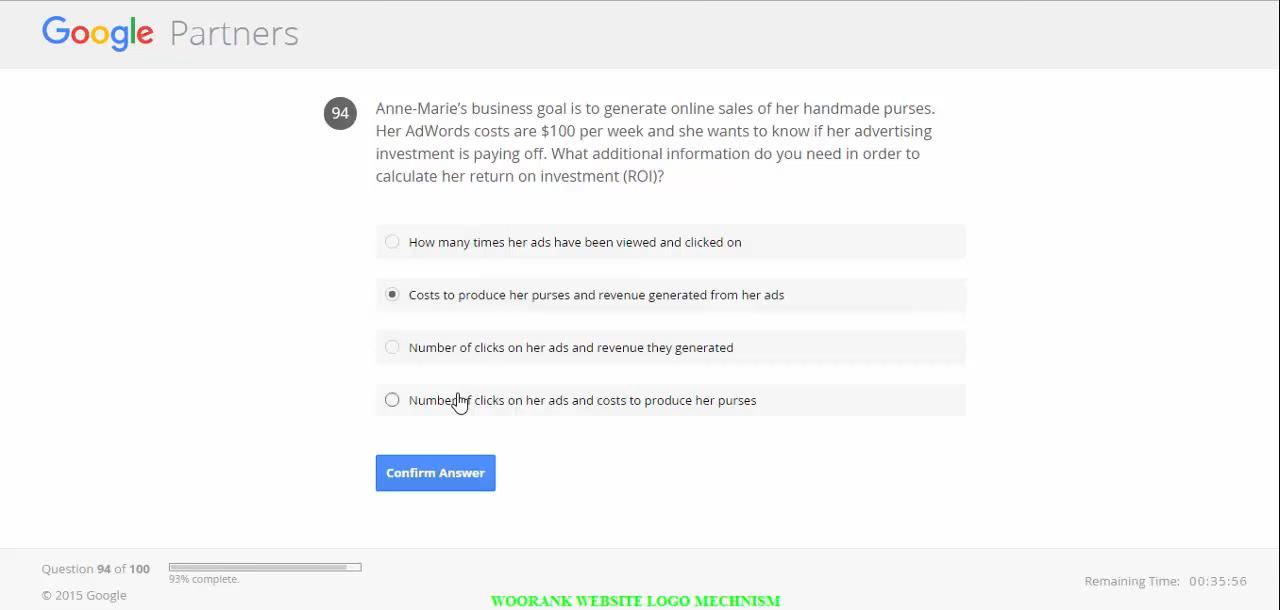 Google Partners
94
Anne-Marie's business goal is to generate online sales of her handmade purses.
Her AdWords costs are $100 per week and she wants to know if her advertising
investment is paying off. What additional information do you need in order to
calculate her return on investment (ROI)?
How many times her ads have been viewed and clicked on
Costs to produce her purses and revenue generated from her ads
Number of clicks on her ads and revenue they generated
Number of clicks on her ads and costs to produce her purses
Confirm Answer
Question 94 of 100
93% complete.
Remaining Time: 00:35:56
© 2015 Google
WOORANK WEBSITE LOGO MECHNISM